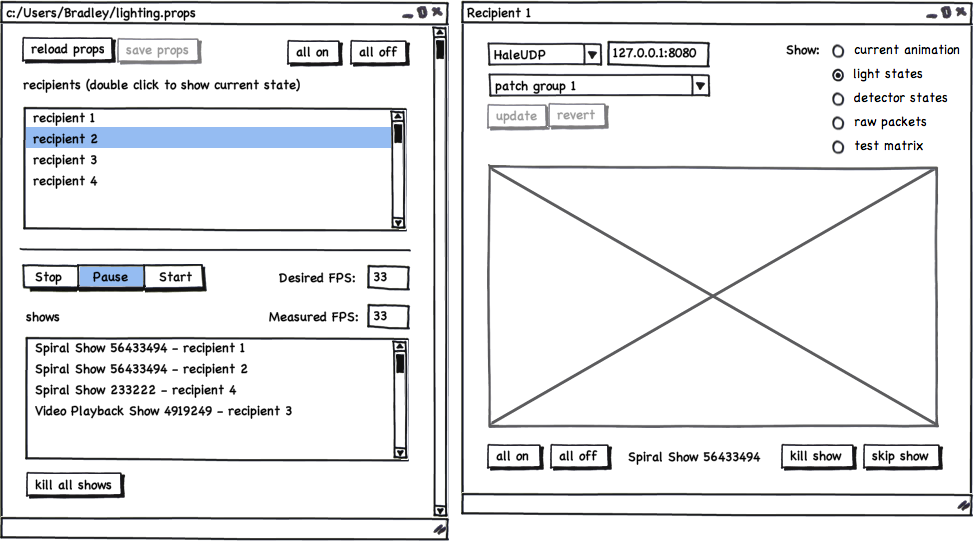 c:/Users/Bradley/lighting.props
reload props save props all on all off
recipients (double click to show current state)
recipient 1
recipient 2
recipient 3
recipient 4
Stop Pause Start Desired FPS: 33
shows Measured FPS: 33
Spiral Show 56433494 - recipient 1
Spiral Show 56433494 - recipient 2
Spiral Show 233222 - recipient 4
Video Playback Show 4919249 - recipient 3
kill all shows
Recipient 1
HaleUDP 127.0.0.1:8080 Show: current animation
light states
patch group 1
detector states
update revert
raw packets
test matrix
all on all off Spiral Show 56433494 kill show skip show